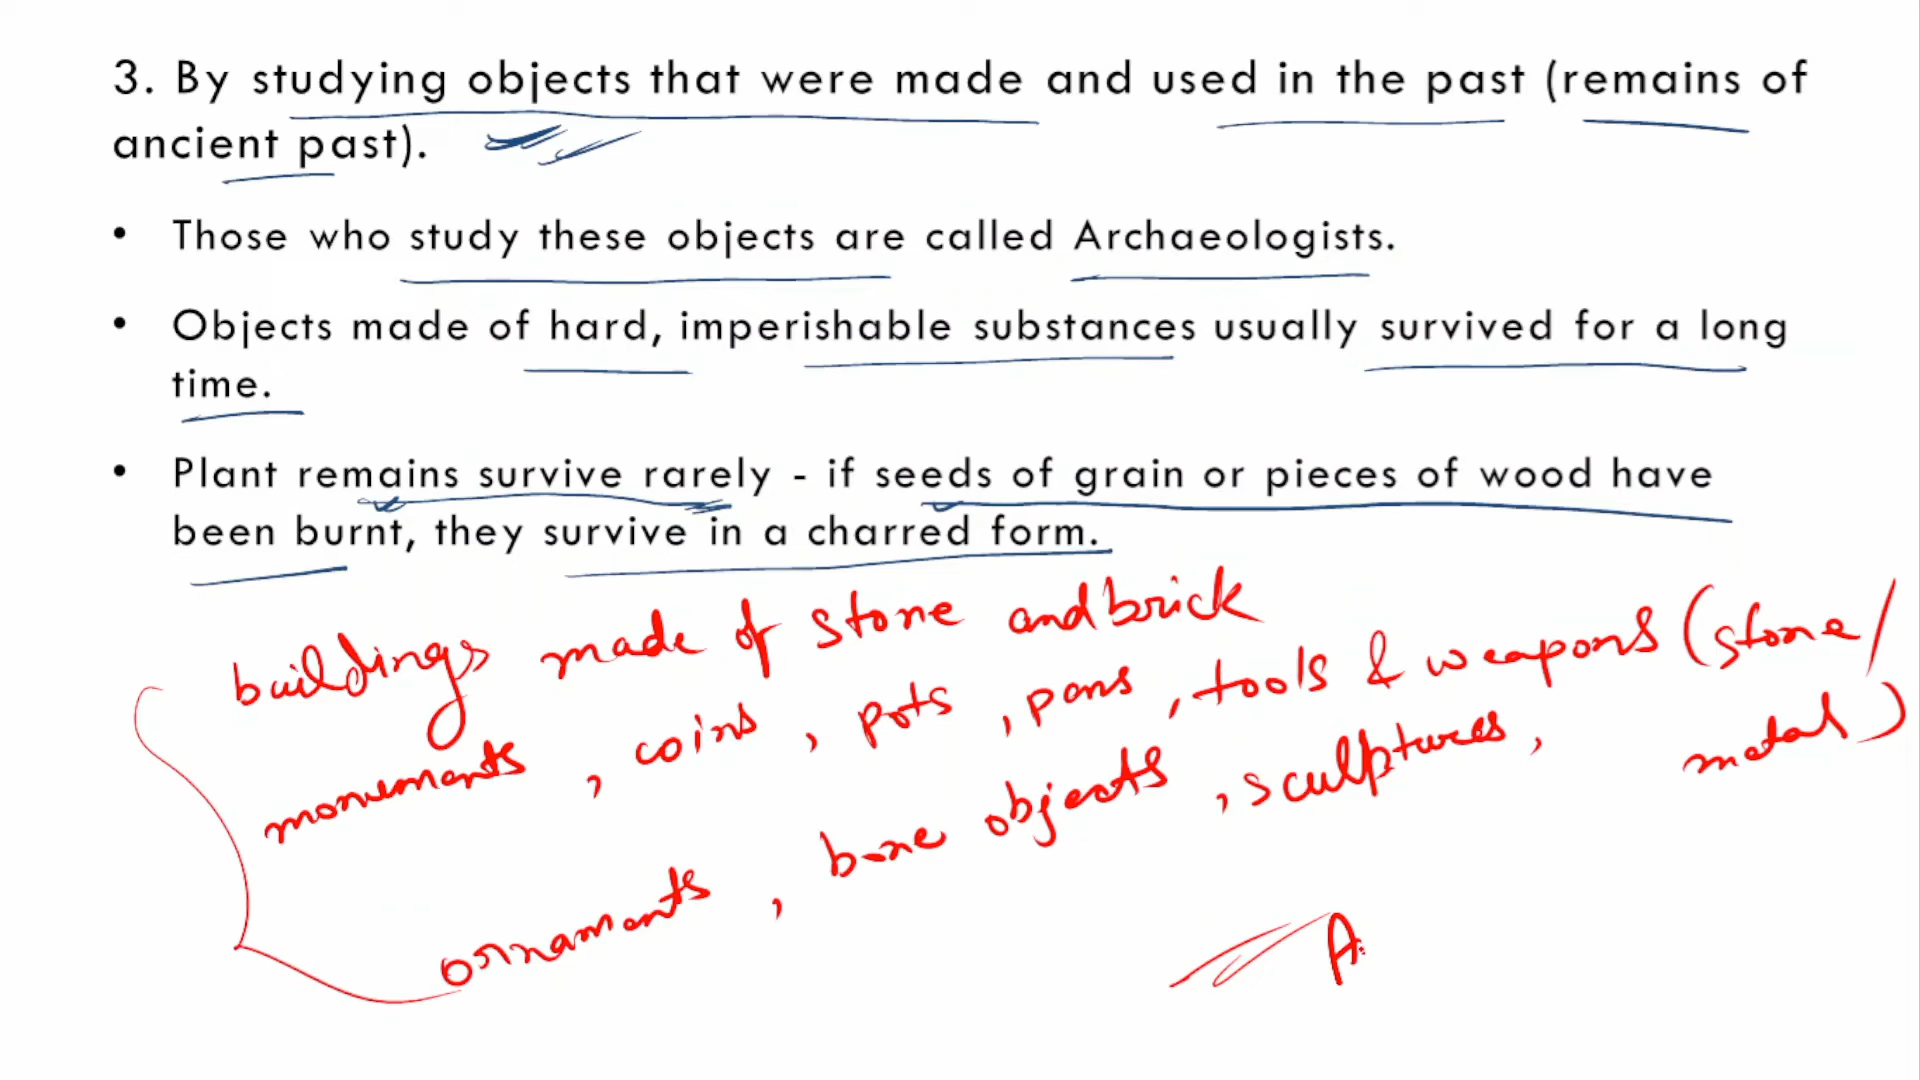 3. By studying objects that were made and used in the past (remains of
ancient past).
• Those who study these objects are called Archaeologists.
• Objects made of hard, imperishable substances usually survived for a long
time.
• Plant remains survive rarely - if seeds of grain or pieces of wood have
been burnt, they survive in a charred form.
buildings made of stone and brick
monuments, coins, pots, pans, tools & weapons (stone/
metal)
ornaments, bone objects, sculptures,
A